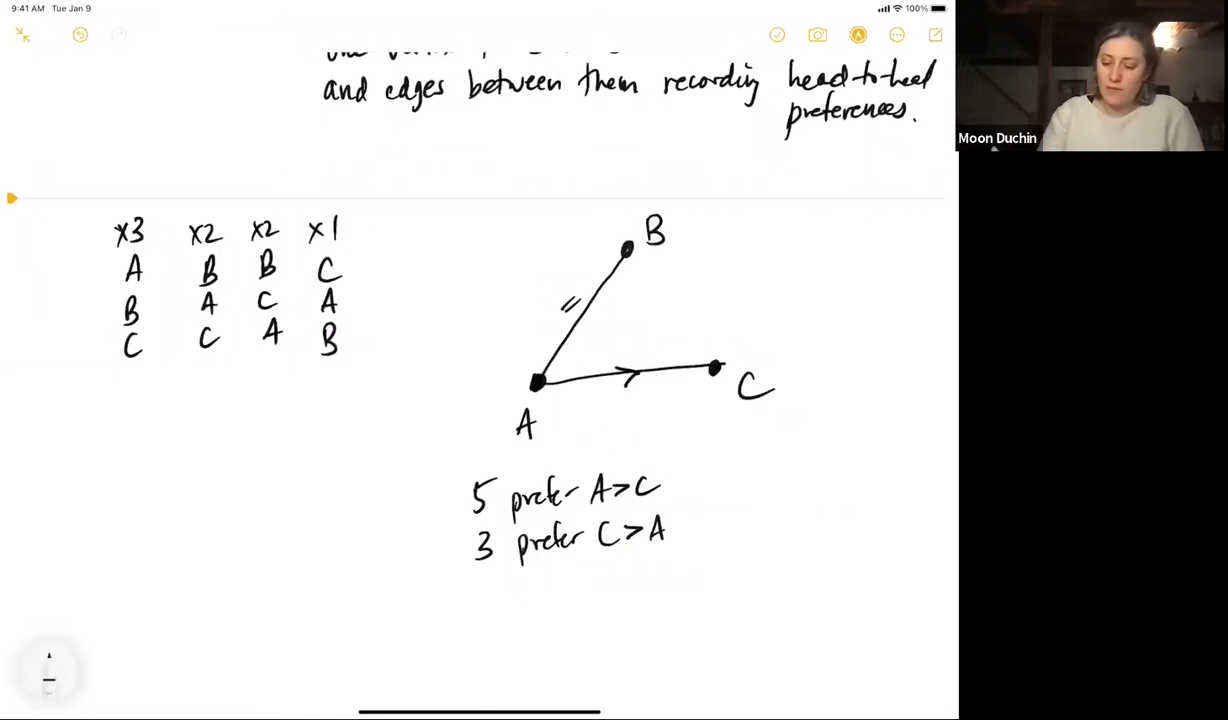 9:41 AM Tue Jan 9
100%
and edges between them recording head-to-head
preferences.
Moon Duchin
x3 x2 x2 x1
A B B C
B A C A
C C A B
B
=
C
A
5 prefer A>C
3 prefer C>A